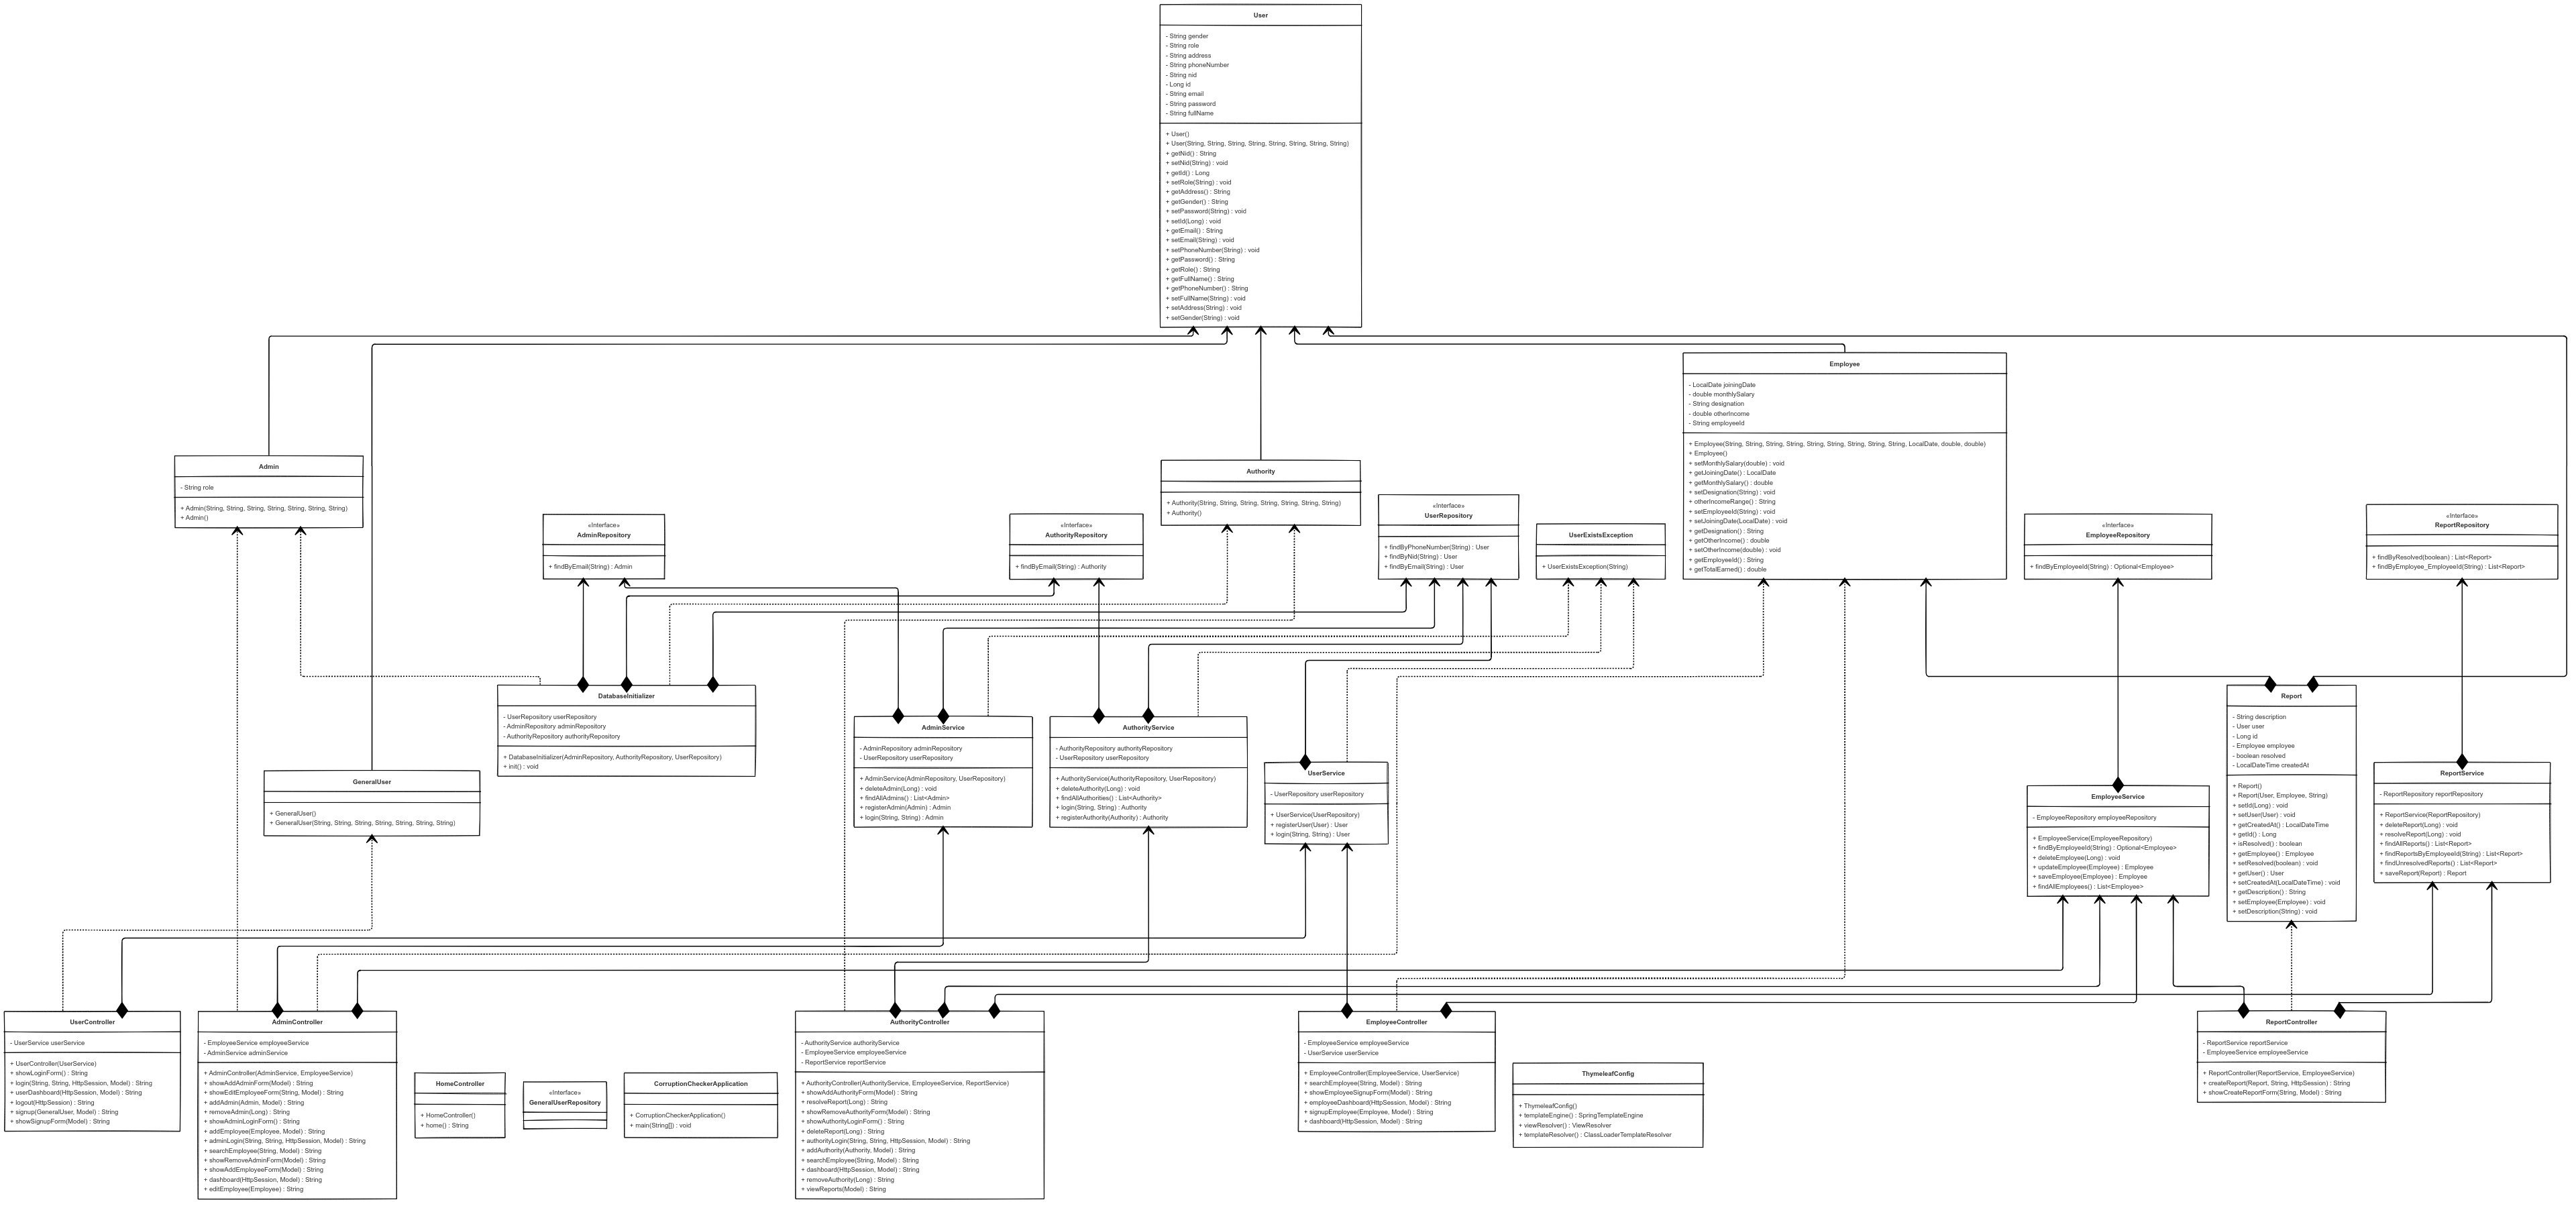 User
- String gender
- String role
- String address
- String phoneNumber
- String nid
- Long id
- String email
- String password
- String fullName
+ User()
+ User(String, String, String, String, String, String, String, String)
+ getNid() : String
+ setNid(String) : void
+ getId() : Long
+ setRole(String) : void
+ getAddress() : String
+ getGender() : String
+ setPassword(String) : void
+ setId(Long) : void
+ getEmail() : String
+ setEmail(String) : void
+ setPhoneNumber(String) : void
+ getPassword() : String
+ getRole() : String
+ getFullName() : String
+ getPhoneNumber() : String
+ setFullName(String) : void
+ setAddress(String) : void
+ setGender(String) : void
Employee
- LocalDate joiningDate
- double monthlySalary
- String designation
- double otherIncome
- String employeeId
+ Employee(String, String, String, String, String, String, String, String, String, LocalDate, double, double)
+ Employee()
+ setMonthlySalary(double) : void
+ getJoiningDate() : LocalDate
+ getMonthlySalary() : double
+ setDesignation(String) : void
+ otherIncomeRange() : String
+ setEmployeeId(String) : void
+ setJoiningDate(LocalDate) : void
+ getDesignation() : String
+ getOtherIncome() : double
+ setOtherIncome(double) : void
+ getEmployeeId() : String
+ getTotalEarned() : double
Admin
- String role
+ Admin(String, String, String, String, String, String, String)
+ Admin()
«Interface»
AdminRepository
+ findByEmail(String) : Admin
«Interface»
AuthorityRepository
+ findByEmail(String) : Authority
Authority
+ Authority(String, String, String, String, String, String, String)
+ Authority()
«Interface»
UserRepository
+ findByPhoneNumber(String) : User
+ findByNid(String) : User
+ findByEmail(String) : User
UserExistsException
+ UserExistsException(String)
«Interface»
EmployeeRepository
+ findByEmployeeId(String) : Optional<Employee>
«Interface»
ReportRepository
+ findByResolved(boolean) : List<Report>
+ findByEmployee_EmployeeId(String) : List<Report>
GeneralUser
+ GeneralUser()
+ GeneralUser(String, String, String, String, String, String, String)
DatabaseInitializer
- UserRepository userRepository
- AdminRepository adminRepository
- AuthorityRepository authorityRepository
+ DatabaseInitializer(AdminRepository, AuthorityRepository, UserRepository)
+ init() : void
AdminService
- AdminRepository adminRepository
- UserRepository userRepository
+ AdminService(AdminRepository, UserRepository)
+ deleteAdmin(Long) : void
+ findAllAdmins() : List<Admin>
+ registerAdmin(Admin) : Admin
+ login(String, String) : Admin
AuthorityService
- AuthorityRepository authorityRepository
- UserRepository userRepository
+ AuthorityService(AuthorityRepository, UserRepository)
+ deleteAuthority(Long) : void
+ findAllAuthorities() : List<Authority>
+ login(String, String) : Authority
+ registerAuthority(Authority) : Authority
UserService
- UserRepository userRepository
+ UserService(UserRepository)
+ registerUser(User) : User
+ login(String, String) : User
EmployeeService
- EmployeeRepository employeeRepository
+ EmployeeService(EmployeeRepository)
+ findByEmployeeId(String) : Optional<Employee>
+ deleteEmployee(Long) : void
+ updateEmployee(Employee) : Employee
+ saveEmployee(Employee) : Employee
+ findAllEmployees() : List<Employee>
Report
- String description
- User user
- Long id
- Employee employee
- boolean resolved
- LocalDateTime createdAt
+ Report()
+ Report(User, Employee, String)
+ setId(Long) : void
+ setUser(User) : void
+ getCreatedAt() : LocalDateTime
+ getId() : Long
+ isResolved() : boolean
+ getEmployee() : Employee
+ setResolved(boolean) : void
+ getUser() : User
+ setCreatedAt(LocalDateTime) : void
+ getDescription() : String
+ setEmployee(Employee) : void
+ setDescription(String) : void
ReportService
- ReportRepository reportRepository
+ ReportService(ReportRepository)
+ deleteReport(Long) : void
+ resolveReport(Long) : void
+ findAllReports() : List<Report>
+ findReportsByEmployeeId(String) : List<Report>
+ findUnresolvedReports() : List<Report>
+ saveReport(Report) : Report
UserController
- UserService userService
+ UserController(UserService)
+ showLoginForm() : String
+ login(String, String, HttpSession, Model) : String
+ userDashboard(HttpSession, Model) : String
+ logout(HttpSession) : String
+ signup(GeneralUser, Model) : String
+ showSignupForm(Model) : String
AdminController
- EmployeeService employeeService
- AdminService adminService
+ AdminController(AdminService, EmployeeService)
+ showAddAdminForm(Model) : String
+ showEditEmployeeForm(String, Model) : String
+ addAdmin(Admin, Model) : String
+ removeAdmin(Long) : String
+ showAdminLoginForm() : String
+ addEmployee(Employee, Model) : String
+ adminLogin(String, String, HttpSession, Model) : String
+ searchEmployee(String, Model) : String
+ showRemoveAdminForm(Model) : String
+ showAddEmployeeForm(Model) : String
+ dashboard(HttpSession, Model) : String
+ editEmployee(Employee) : String
HomeController
+ HomeController()
+ home() : String
«Interface»
GeneralUserRepository
CorruptionCheckerApplication
+ CorruptionCheckerApplication()
+ main(String[]) : void
AuthorityController
- AuthorityService authorityService
- EmployeeService employeeService
- ReportService reportService
+ AuthorityController(AuthorityService, EmployeeService, ReportService)
+ showAddAuthorityForm(Model) : String
+ resolveReport(Long) : String
+ showRemoveAuthorityForm(Model) : String
+ showAuthorityLoginForm() : String
+ deleteReport(Long) : String
+ authorityLogin(String, String, HttpSession, Model) : String
+ addAuthority(Authority, Model) : String
+ searchEmployee(String, Model) : String
+ dashboard(HttpSession, Model) : String
+ removeAuthority(Long) : String
+ viewReports(Model) : String
EmployeeController
- EmployeeService employeeService
- UserService userService
+ EmployeeController(EmployeeService, UserService)
+ searchEmployee(String, Model) : String
+ showEmployeeSignupForm(Model) : String
+ employeeDashboard(HttpSession, Model) : String
+ signupEmployee(Employee, Model) : String
+ dashboard(HttpSession, Model) : String
ThymeleafConfig
+ ThymeleafConfig()
+ templateEngine() : SpringTemplateEngine
+ viewResolver() : ViewResolver
+ templateResolver() : ClassLoaderTemplateResolver
ReportController
- ReportService reportService
- EmployeeService employeeService
+ ReportController(ReportService, EmployeeService)
+ createReport(Report, String, HttpSession) : String
+ showCreateReportForm(String, Model) : String